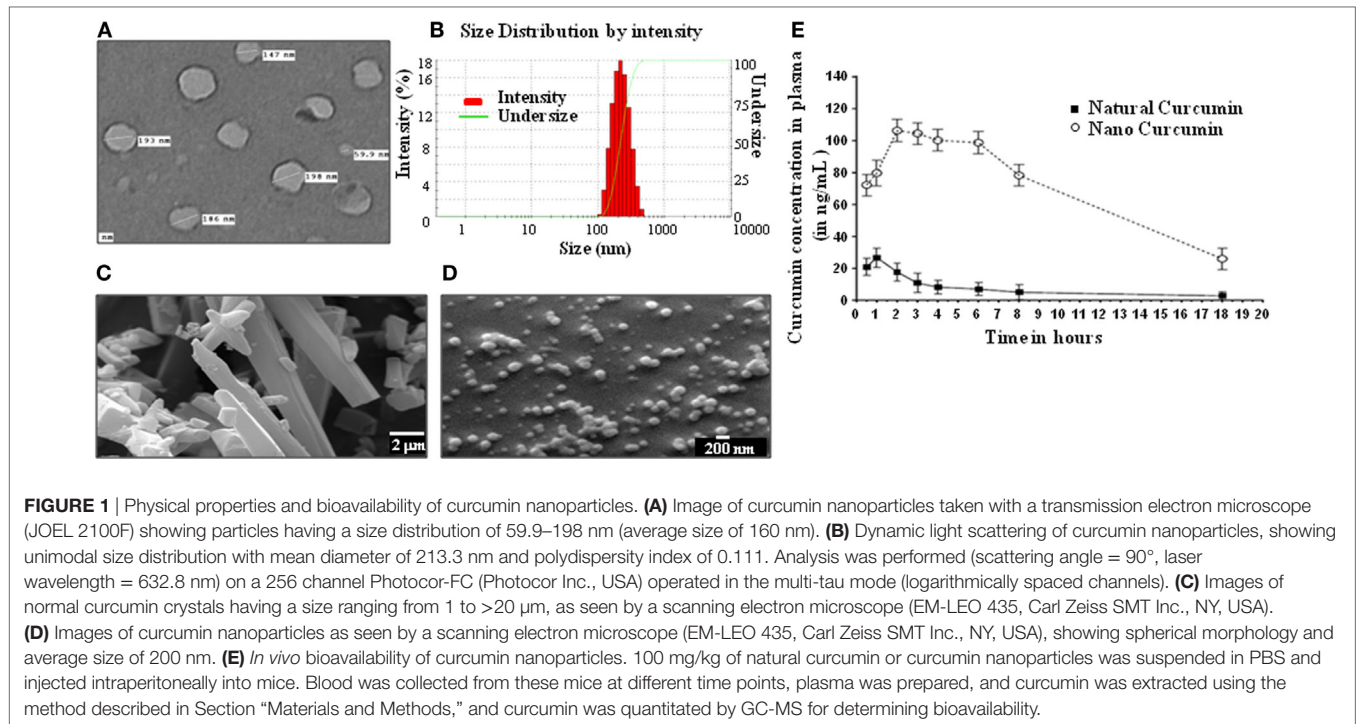 A
147 nm
193 nm
59.9 nm
198 nm
186 nm
nm
B
Size Distribution by intensity
Intensity (%)
18
16
12
8
4
0
Intensity
Undersize
100
75
50
25
0
Undersize
1
10
100
1000
10000
Size (nm)
C
2 µm
D
200 nm
E
Curcumin concentration in plasma
(in ng/mL)
140
120
100
80
60
40
20
0
Natural Curcumin
Nano Curcumin
0 1 2 3 4 5 6 7 8 9 10 11 12 13 14 15 16 17 18 19 20
Time in hours
FIGURE 1 | Physical properties and bioavailability of curcumin nanoparticles. (A) Image of curcumin nanoparticles taken with a transmission electron microscope
(JOEL 2100F) showing particles having a size distribution of 59.9–198 nm (average size of 160 nm). (B) Dynamic light scattering of curcumin nanoparticles, showing
unimodal size distribution with mean diameter of 213.3 nm and polydispersity index of 0.111. Analysis was performed (scattering angle = 90°, laser
wavelength = 632.8 nm) on a 256 channel Photocor-FC (Photocor Inc., USA) operated in the multi-tau mode (logarithmically spaced channels). (C) Images of
normal curcumin crystals having a size ranging from 1 to >20 µm, as seen by a scanning electron microscope (EM-LEO 435, Carl Zeiss SMT Inc., NY, USA).
(D) Images of curcumin nanoparticles as seen by a scanning electron microscope (EM-LEO 435, Carl Zeiss SMT Inc., NY, USA), showing spherical morphology and
average size of 200 nm. (E) In vivo bioavailability of curcumin nanoparticles. 100 mg/kg of natural curcumin or curcumin nanoparticles was suspended in PBS and
injected intraperitoneally into mice. Blood was collected from these mice at different time points, plasma was prepared, and curcumin was extracted using the
method described in Section “Materials and Methods,” and curcumin was quantitated by GC-MS for determining bioavailability.